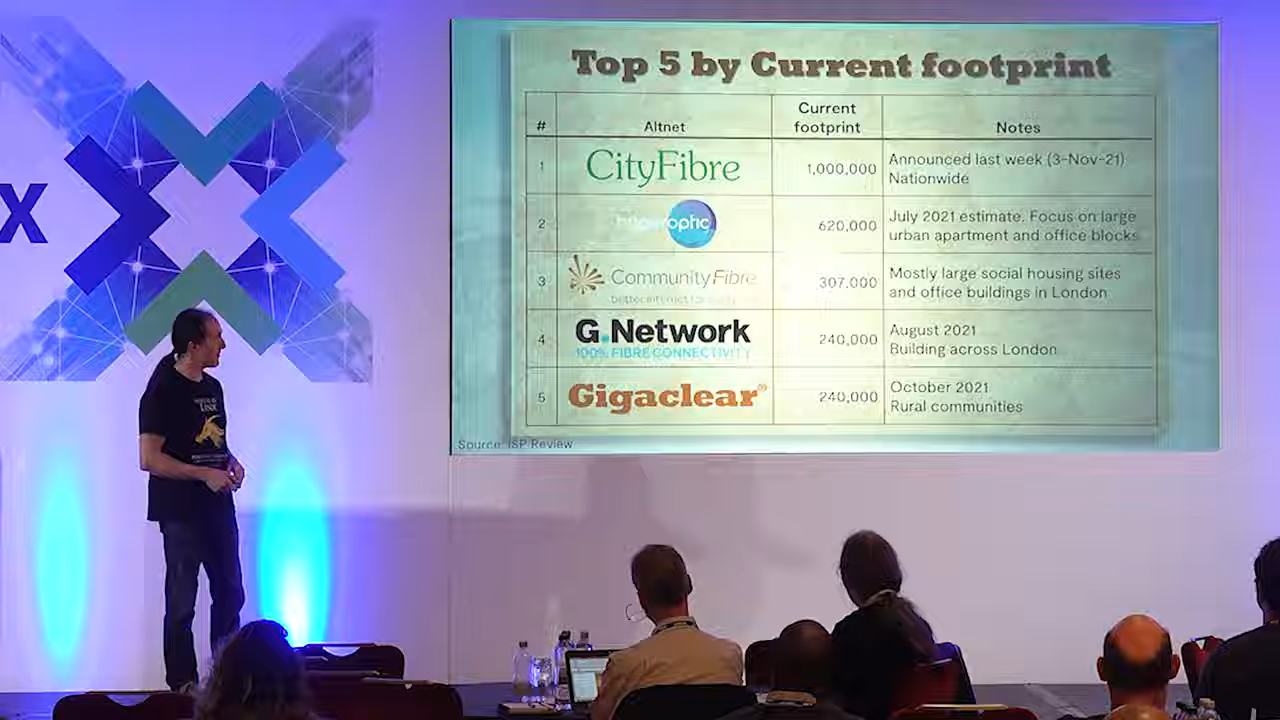 X
Top 5 by Current footprint
# Altnet Current footprint Notes
1 CityFibre 1,000,000 Announced last week (3-Nov-21)
Nationwide
2 hyperoptic 620,000 July 2021 estimate. Focus on large
urban apartment and office blocks
3 CommunityFibre 307,000 Mostly large social housing sites
and office buildings in London
4 G.Network 240,000 August 2021
100% FIBRE CONNECTIVITY Building across London
5 Gigaclear® 240,000 October 2021
Rural communities
Source: ISP Review
LINX